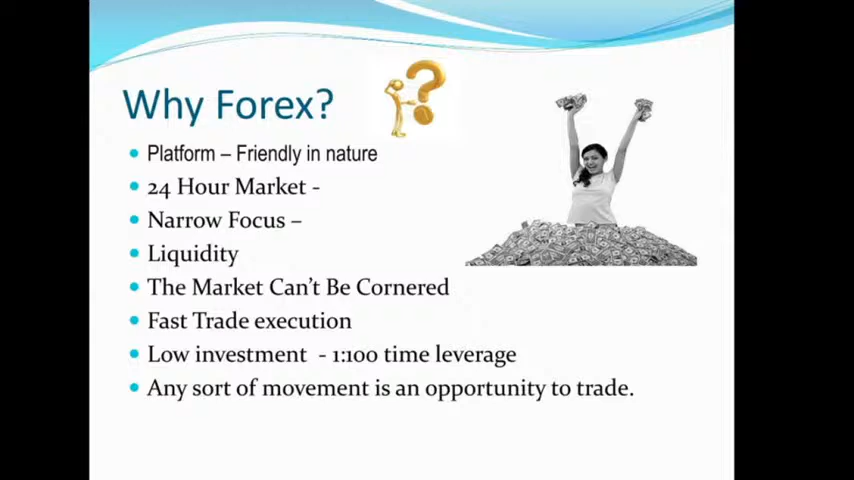 Why Forex?
Platform – Friendly in nature
24 Hour Market -
Narrow Focus –
Liquidity
The Market Can't Be Cornered
Fast Trade execution
Low investment - 1:100 time leverage
Any sort of movement is an opportunity to trade.